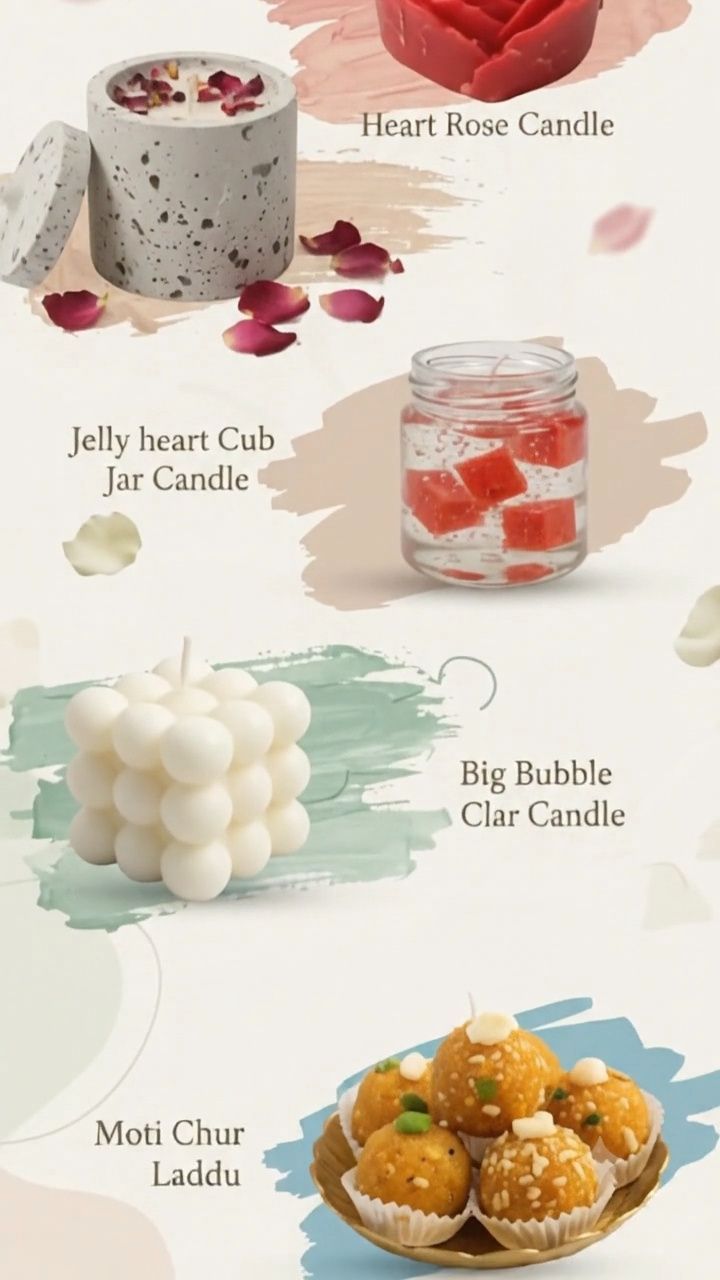 Heart Rose Candle
Jelly heart Cub
Jar Candle
Big Bubble
Clar Candle
Moti Chur
Laddu